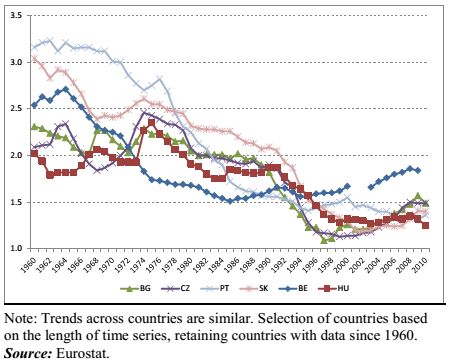 3.5
3.0
2.5
2.0
1.5
1.0
1960 1962 1964 1966 1968 1970 1972 1974 1976 1978 1980 1982 1984 1986 1988 1990 1992 1994 1996 1998 2000 2002 2004 2006 2008 2010
BG CZ PT SK BE HU
Note: Trends across countries are similar. Selection of countries based
on the length of time series, retaining countries with data since 1960.
Source: Eurostat.